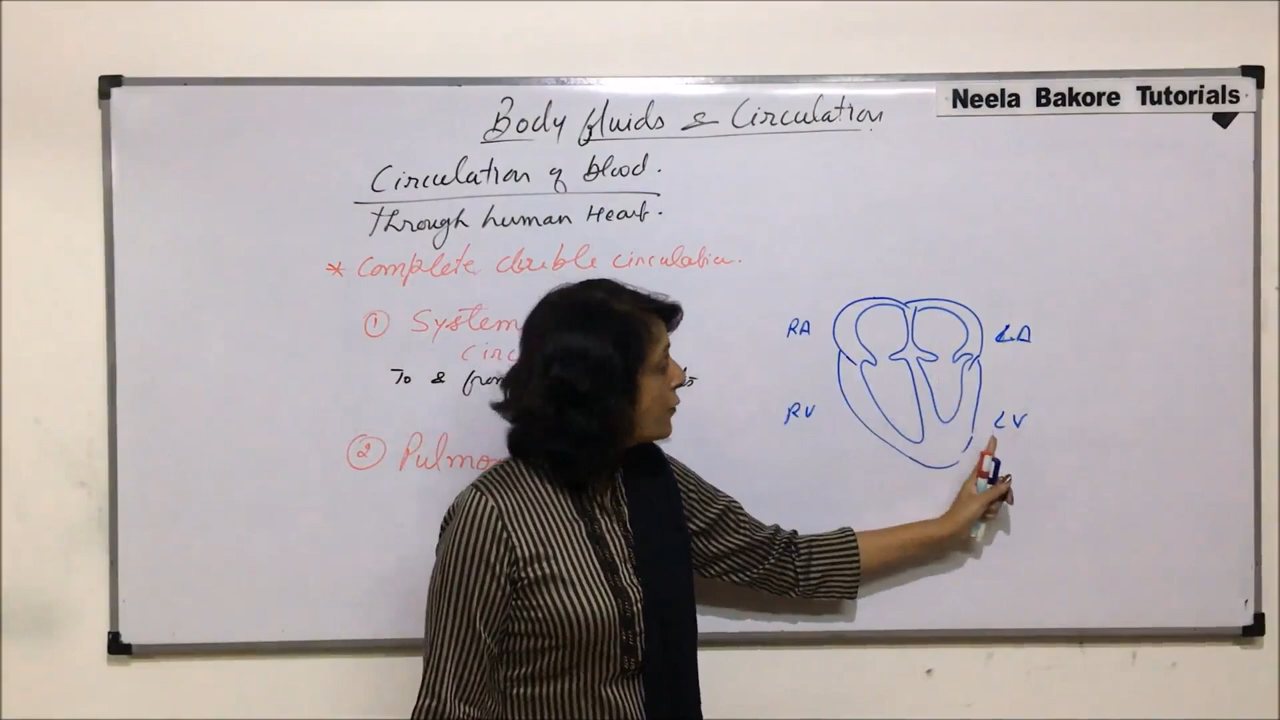 Neela Bakore Tutorials
Body fluids & Circulation
Circulation of blood.
through human Heart.
* Complete double circulation.
① System
circ
To & from
② Pulmo
RA
LA
RV
LV